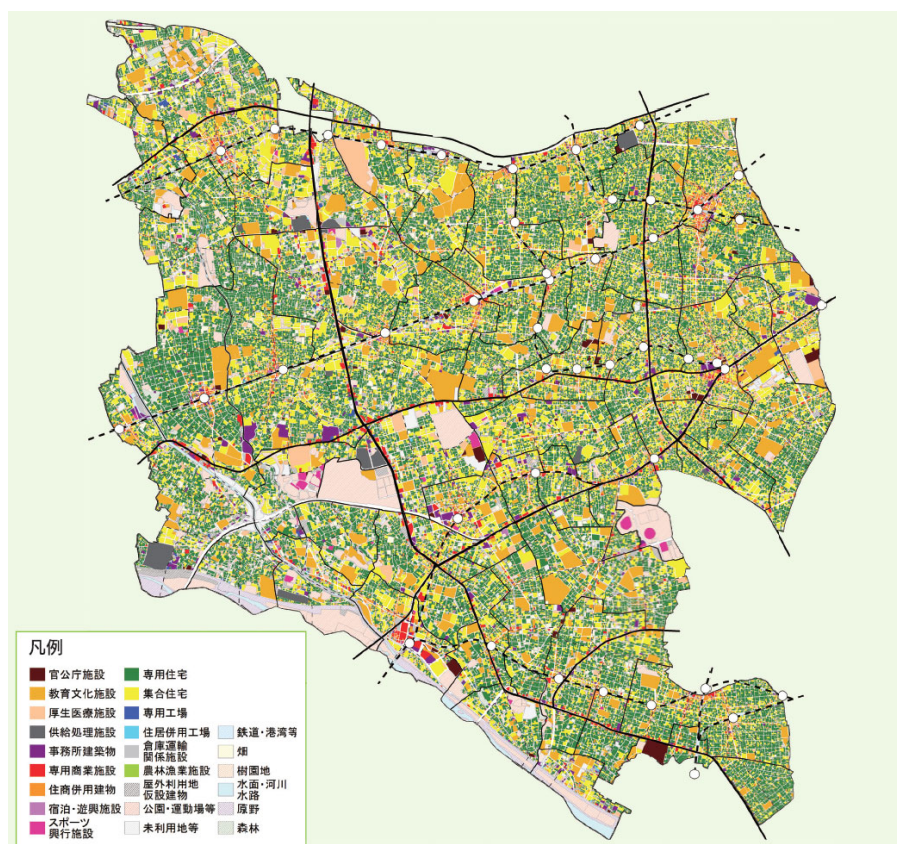 凡例
官公庁施設
教育文化施設
厚生医療施設
供給処理施設
事務所建築物
専用商業施設
住商併用建物
宿泊・遊興施設
スポーツ
興行施設
専用住宅
集合住宅
専用工場
住居併用工場
倉庫運輸
関係施設
農林漁業施設
屋外利用地
仮設建物
公園・運動場等
未利用地等
鉄道・港湾等
畑
樹園地
水面・河川
水路
原野
森林